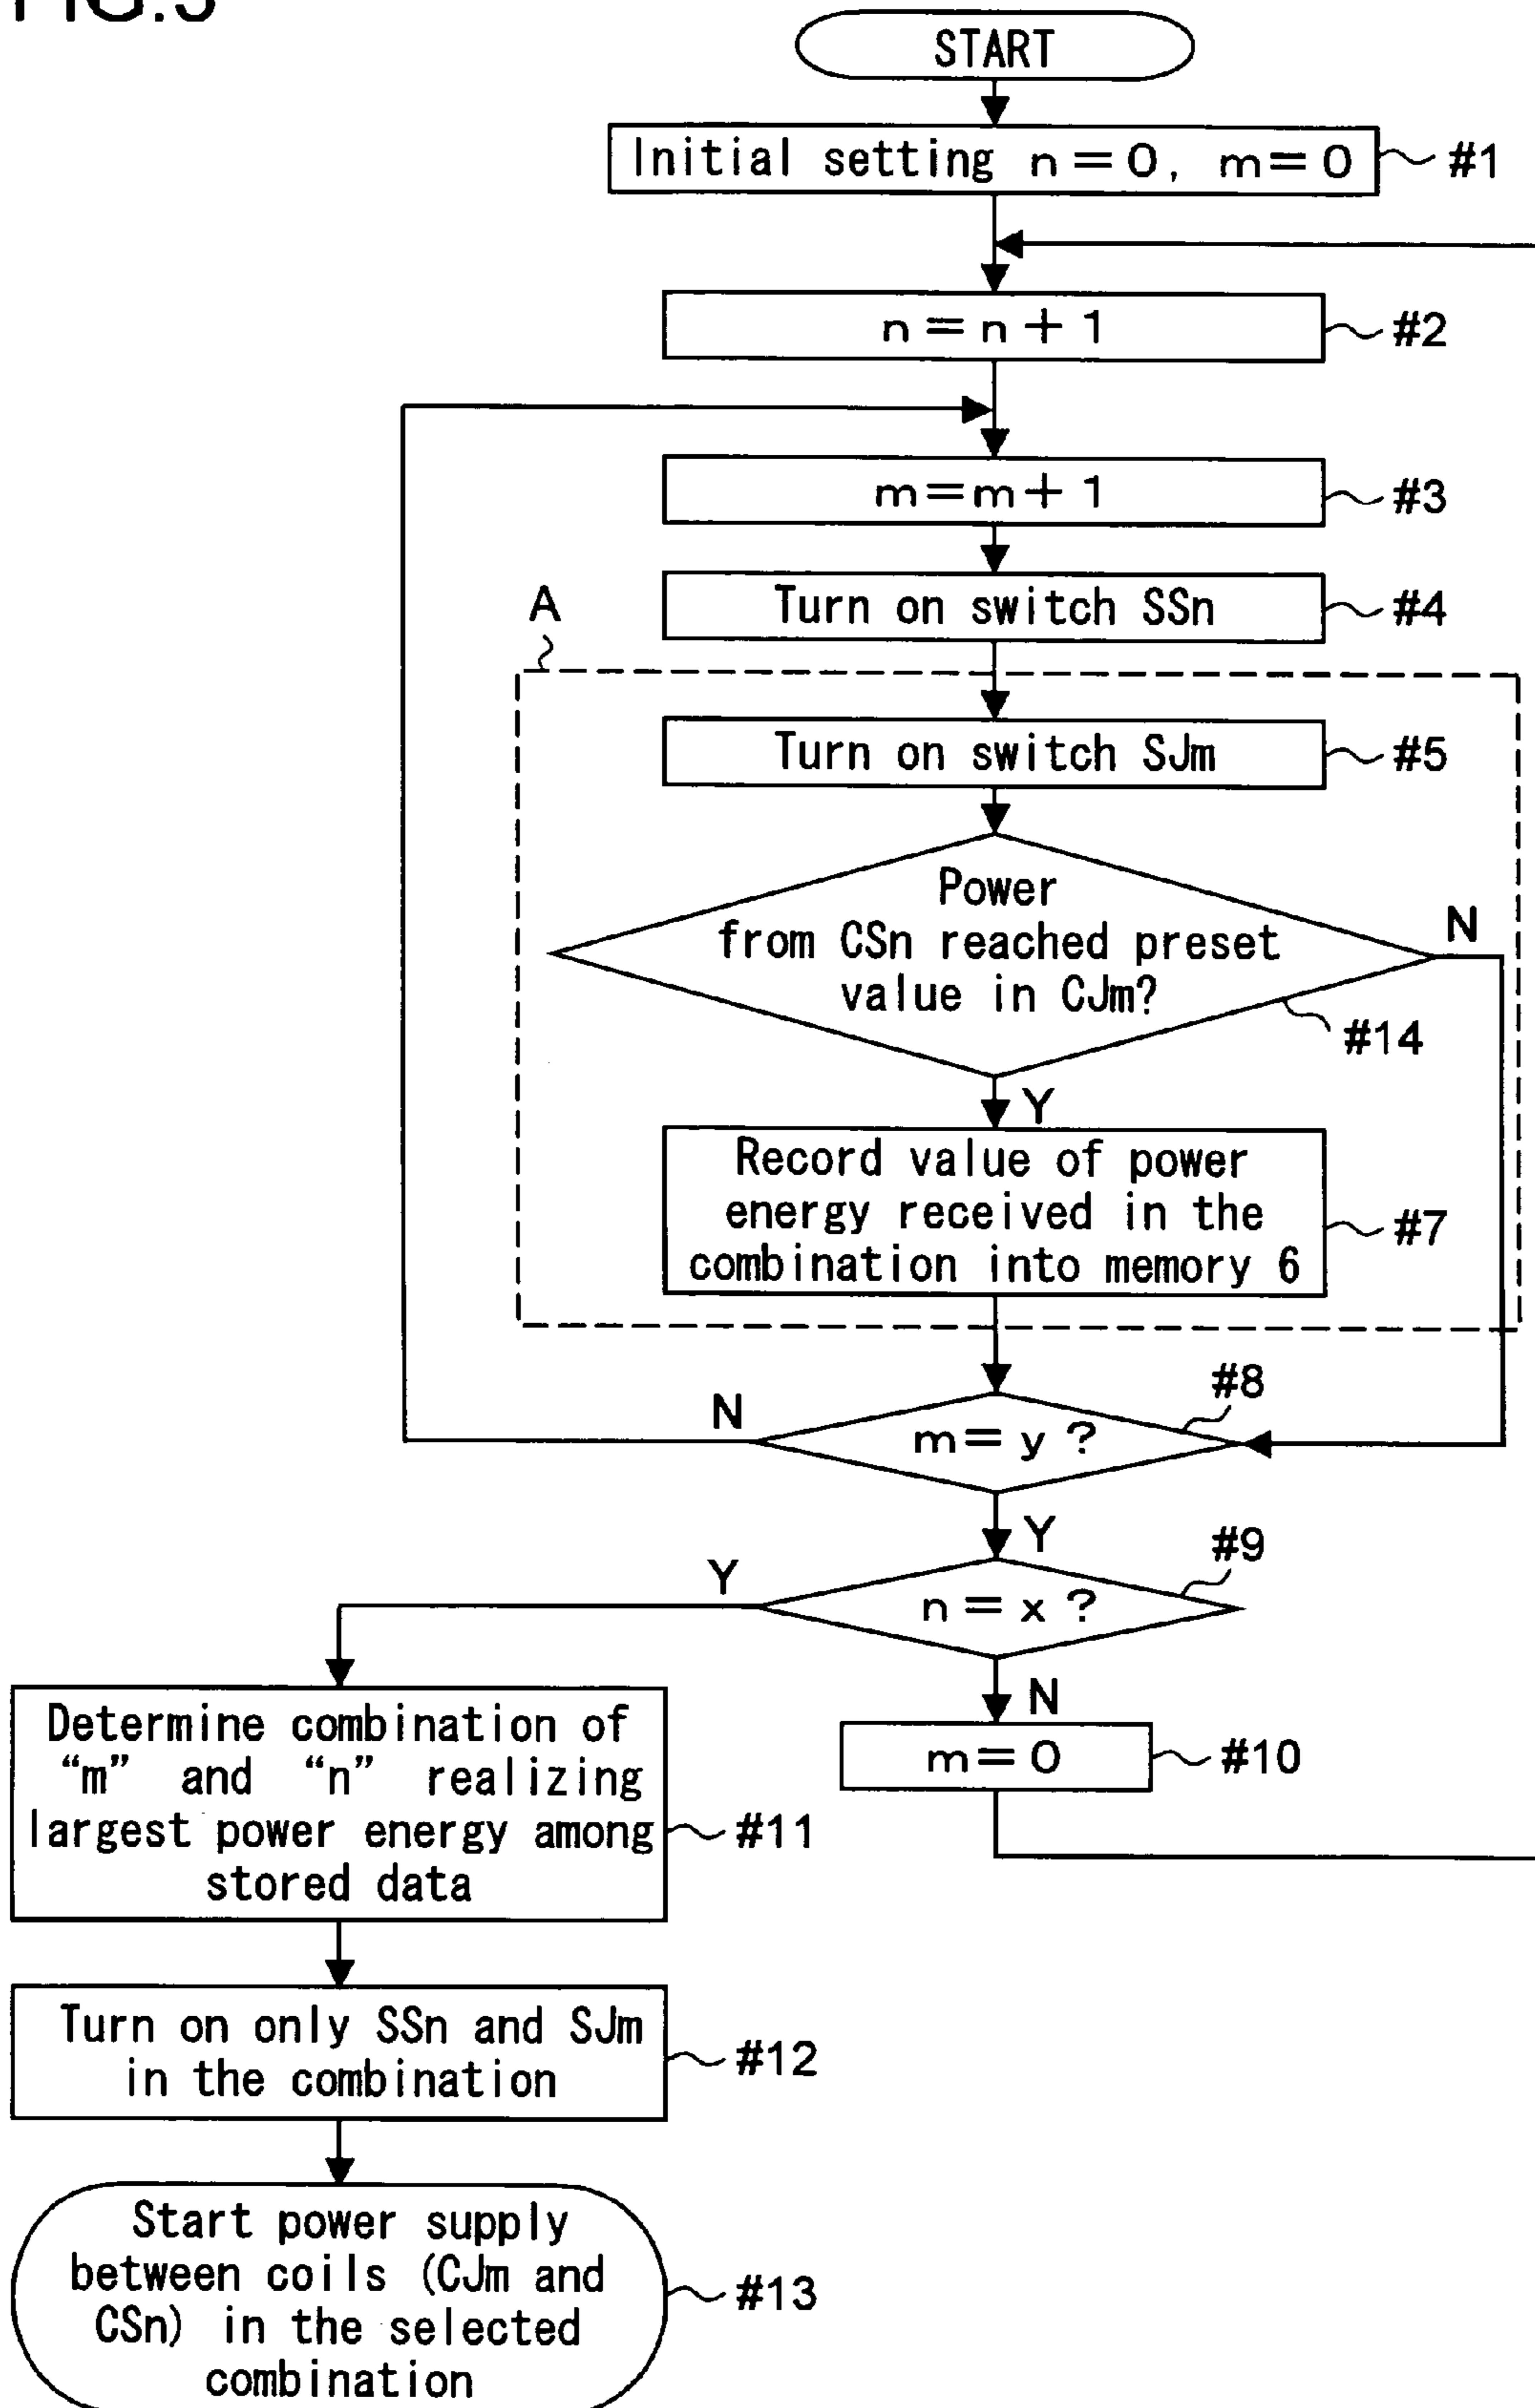 START
Initial setting n=0, m=0
#1
n=n+1
#2
m=m+1
#3
Turn on switch SSn
#4
A
Turn on switch SJm
#5
Power
from CSn reached preset
value in CJm?
N
#14
Y
Record value of power
energy received in the
combination into memory 6
#7
#8
N
m=y?
Y
#9
Y
n=x?
N
m=0
#10
Determine combination of
“m” and “n” realizing
largest power energy among
stored data
#11
Turn on only SSn and SJm
in the combination
#12
Start power supply
between coils (CJm and
CSn) in the selected
combination
#13